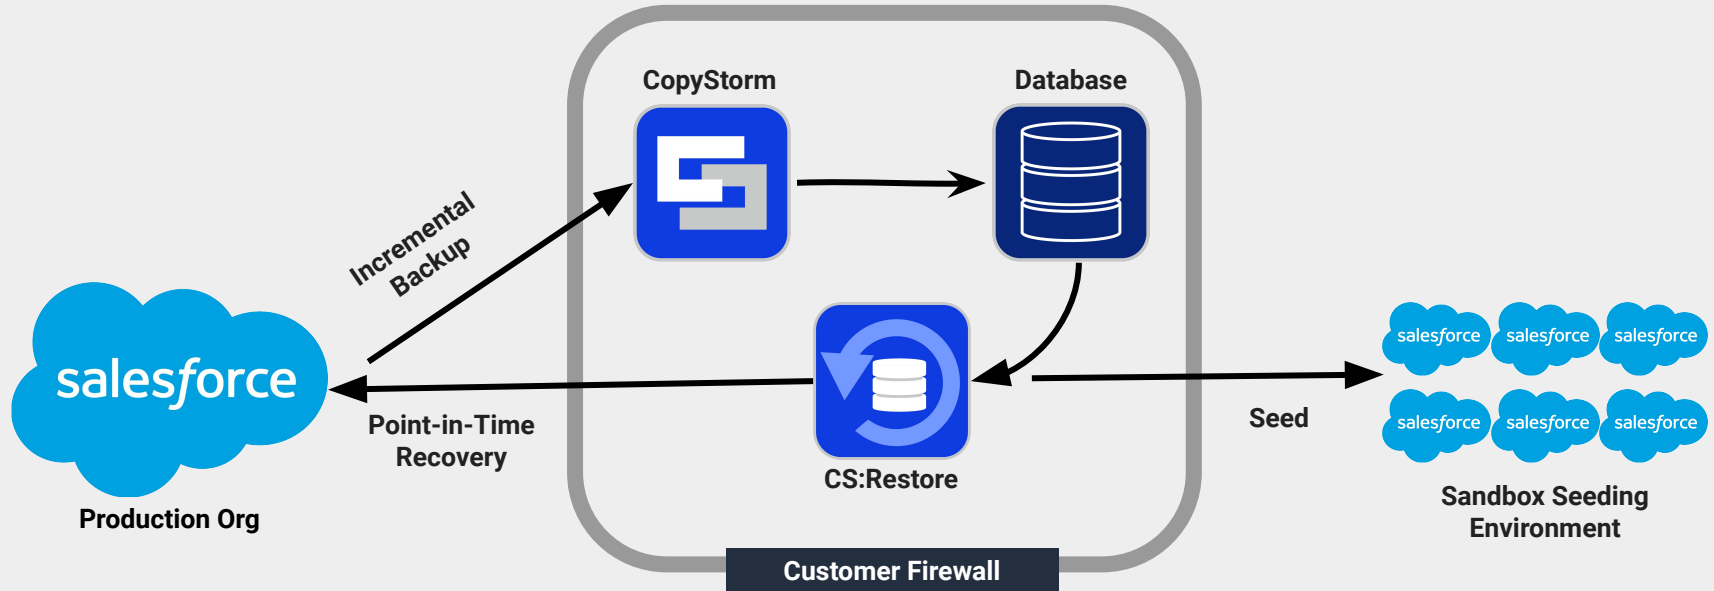 CopyStorm
Database
Incremental
Backup
salesforce
Point-in-Time
Recovery
Production Org
CS:Restore
Customer Firewall
Seed
salesforce
salesforce
salesforce
salesforce
salesforce
salesforce
Sandbox Seeding
Environment